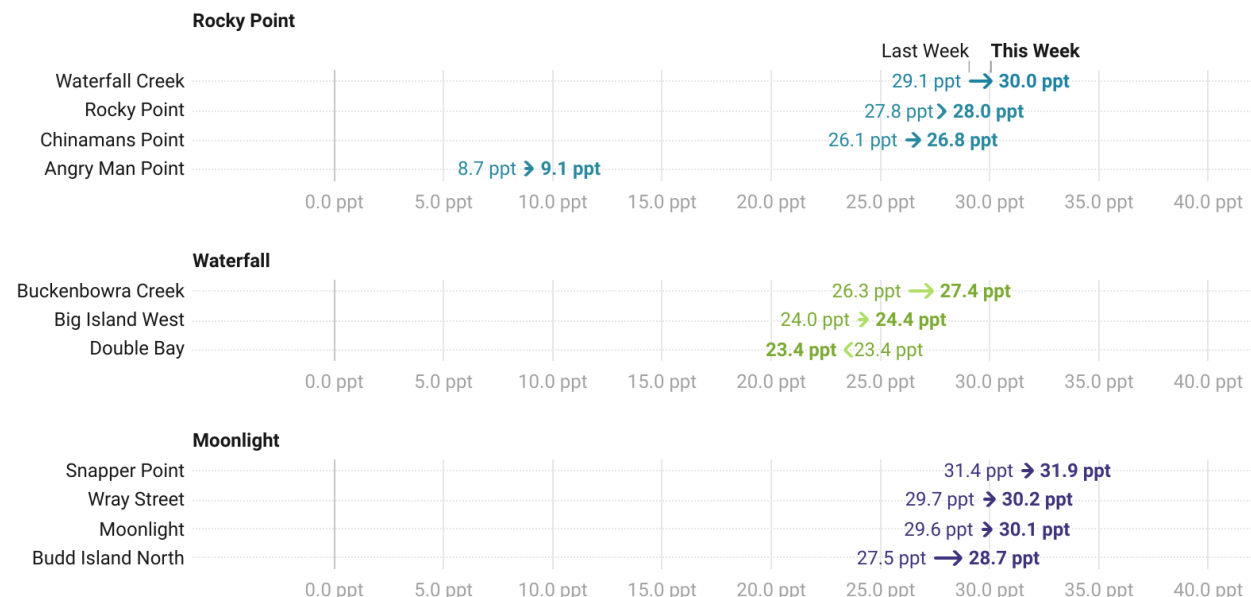 Rocky Point
Last Week This Week
Waterfall Creek 29.1 ppt 30.0 ppt
Rocky Point 27.8 ppt 28.0 ppt
Chinamans Point 26.1 ppt 26.8 ppt
Angry Man Point 8.7 ppt 9.1 ppt
0.0 ppt 5.0 ppt 10.0 ppt 15.0 ppt 20.0 ppt 25.0 ppt 30.0 ppt 35.0 ppt 40.0 ppt
Waterfall
Buckenbowra Creek 26.3 ppt 27.4 ppt
Big Island West 24.0 ppt 24.4 ppt
Double Bay 23.4 ppt 23.4 ppt
0.0 ppt 5.0 ppt 10.0 ppt 15.0 ppt 20.0 ppt 25.0 ppt 30.0 ppt 35.0 ppt 40.0 ppt
Moonlight
Snapper Point 31.4 ppt 31.9 ppt
Wray Street 29.7 ppt 30.2 ppt
Moonlight 29.6 ppt 30.1 ppt
Budd Island North 27.5 ppt 28.7 ppt
0.0 ppt 5.0 ppt 10.0 ppt 15.0 ppt 20.0 ppt 25.0 ppt 30.0 ppt 35.0 ppt 40.0 ppt